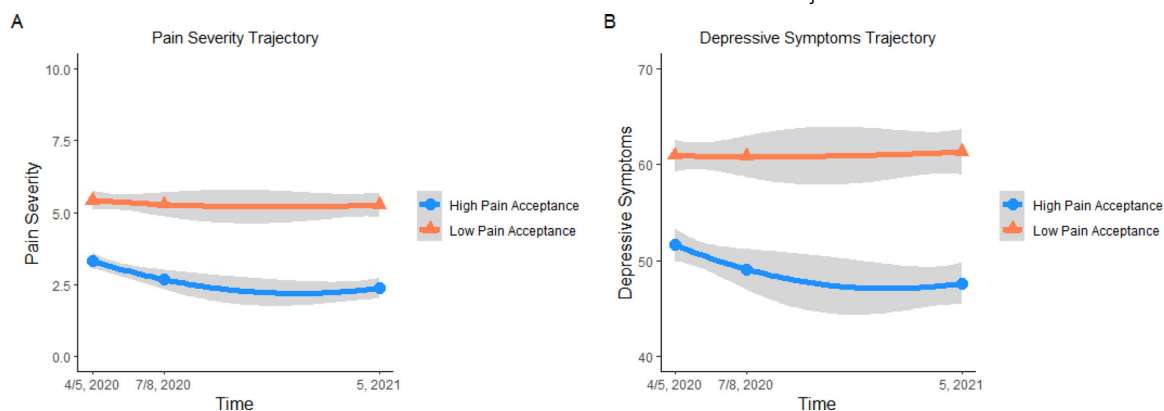 A
Pain Severity Trajectory
10.0
7.5
5.0
2.5
0.0
Pain Severity
4/5, 2020
7/8, 2020
5, 2021
Time
High Pain Acceptance
Low Pain Acceptance
B
Depressive Symptoms Trajectory
70
60
50
40
Depressive Symptoms
4/5, 2020
7/8, 2020
5, 2021
Time
High Pain Acceptance
Low Pain Acceptance